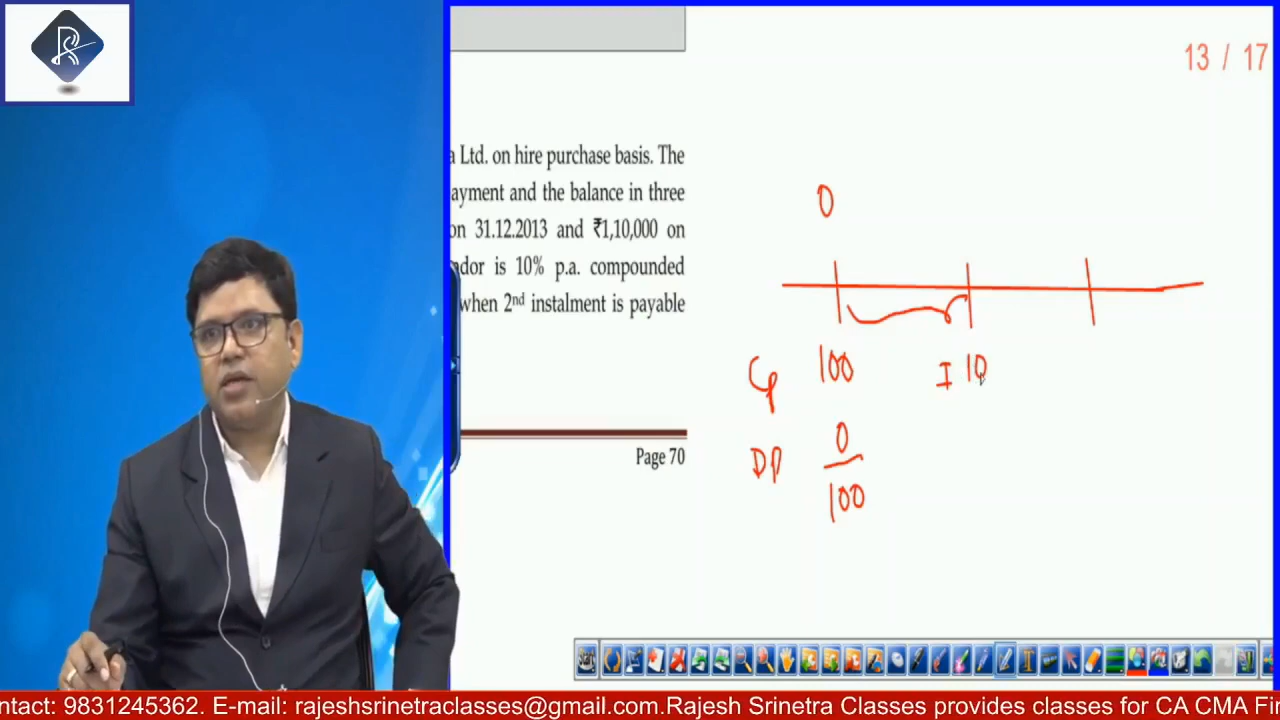 13 / 17
a Ltd. on hire purchase basis. The
ayment and the balance in three
on 31.12.2013 and ₹1,10,000 on
ador is 10% p.a. compounded
when 2nd instalment is payable
Page 70
0
CP 100 I 10
DP 0
100
ntact: 9831245362. E-mail: rajeshsrinetraclasses@gmail.com.Rajesh Srinetra Classes provides classes for CA CMA Fi